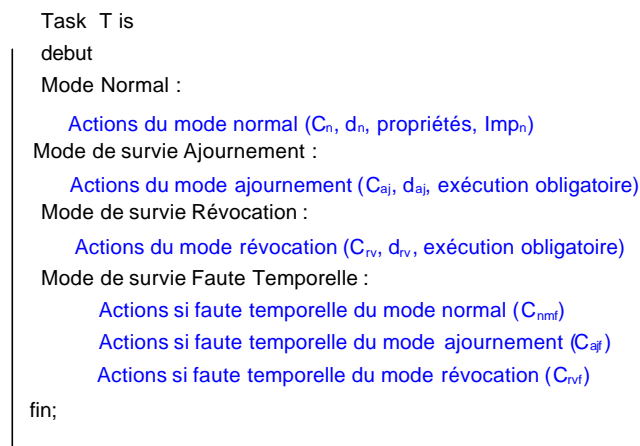 Task T is
debut
Mode Normal :
Actions du mode normal (Cn, dn, propriétés, Impn)
Mode de survie Ajournement :
Actions du mode ajournement (Caj, daj, exécution obligatoire)
Mode de survie Révocation :
Actions du mode révocation (Crv, drv, exécution obligatoire)
Mode de survie Faute Temporelle :
Actions si faute temporelle du mode normal (Cnmf)
Actions si faute temporelle du mode ajournement (Cajf)
Actions si faute temporelle du mode révocation (Crvf)
fin;